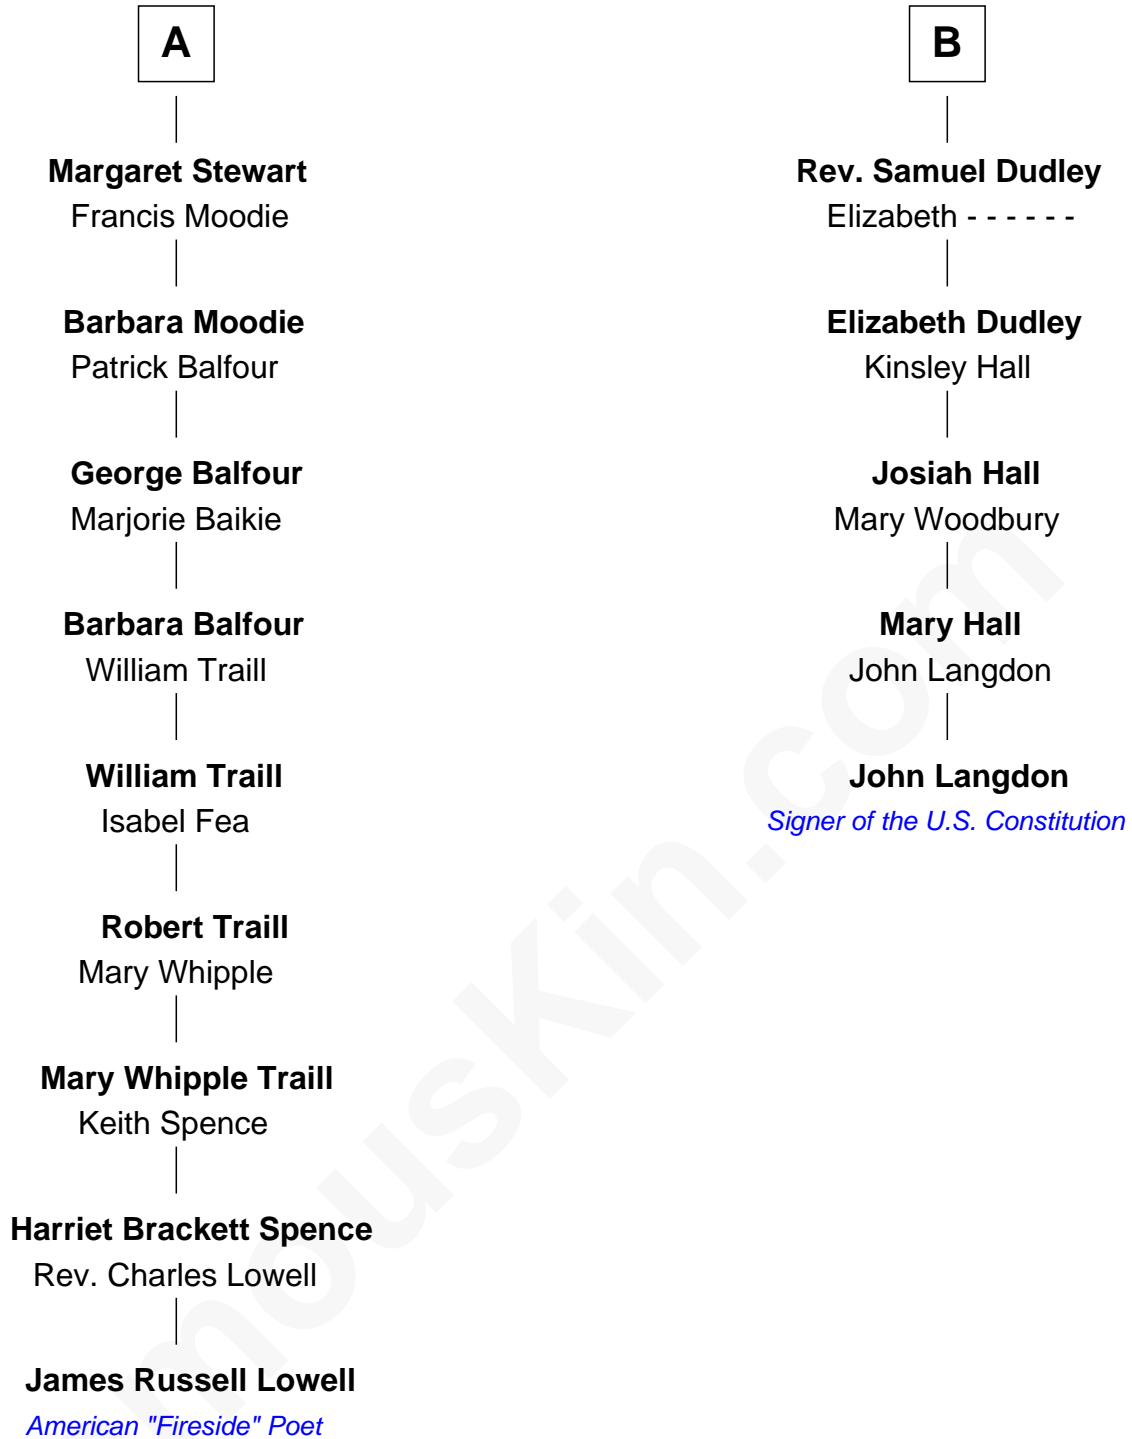 A
Margaret Stewart
Francis Moodie
Barbara Moodie
Patrick Balfour
George Balfour
Marjorie Baikie
Barbara Balfour
William Traill
William Traill
Isabel Fea
Robert Traill
Mary Whipple
Mary Whipple Traill
Keith Spence
Harriet Brackett Spence
Rev. Charles Lowell
James Russell Lowell
American "Fireside" Poet
B
Rev. Samuel Dudley
Elizabeth - - - - - -
Elizabeth Dudley
Kinsley Hall
Josiah Hall
Mary Woodbury
Mary Hall
John Langdon
John Langdon
Signer of the U.S. Constitution
mousKin.com